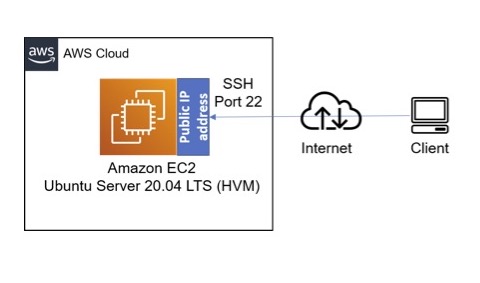 aws
AWS Cloud
SSH
Port 22
Public IP
address
Internet
Client
Amazon EC2
Ubuntu Server 20.04 LTS (HVM)